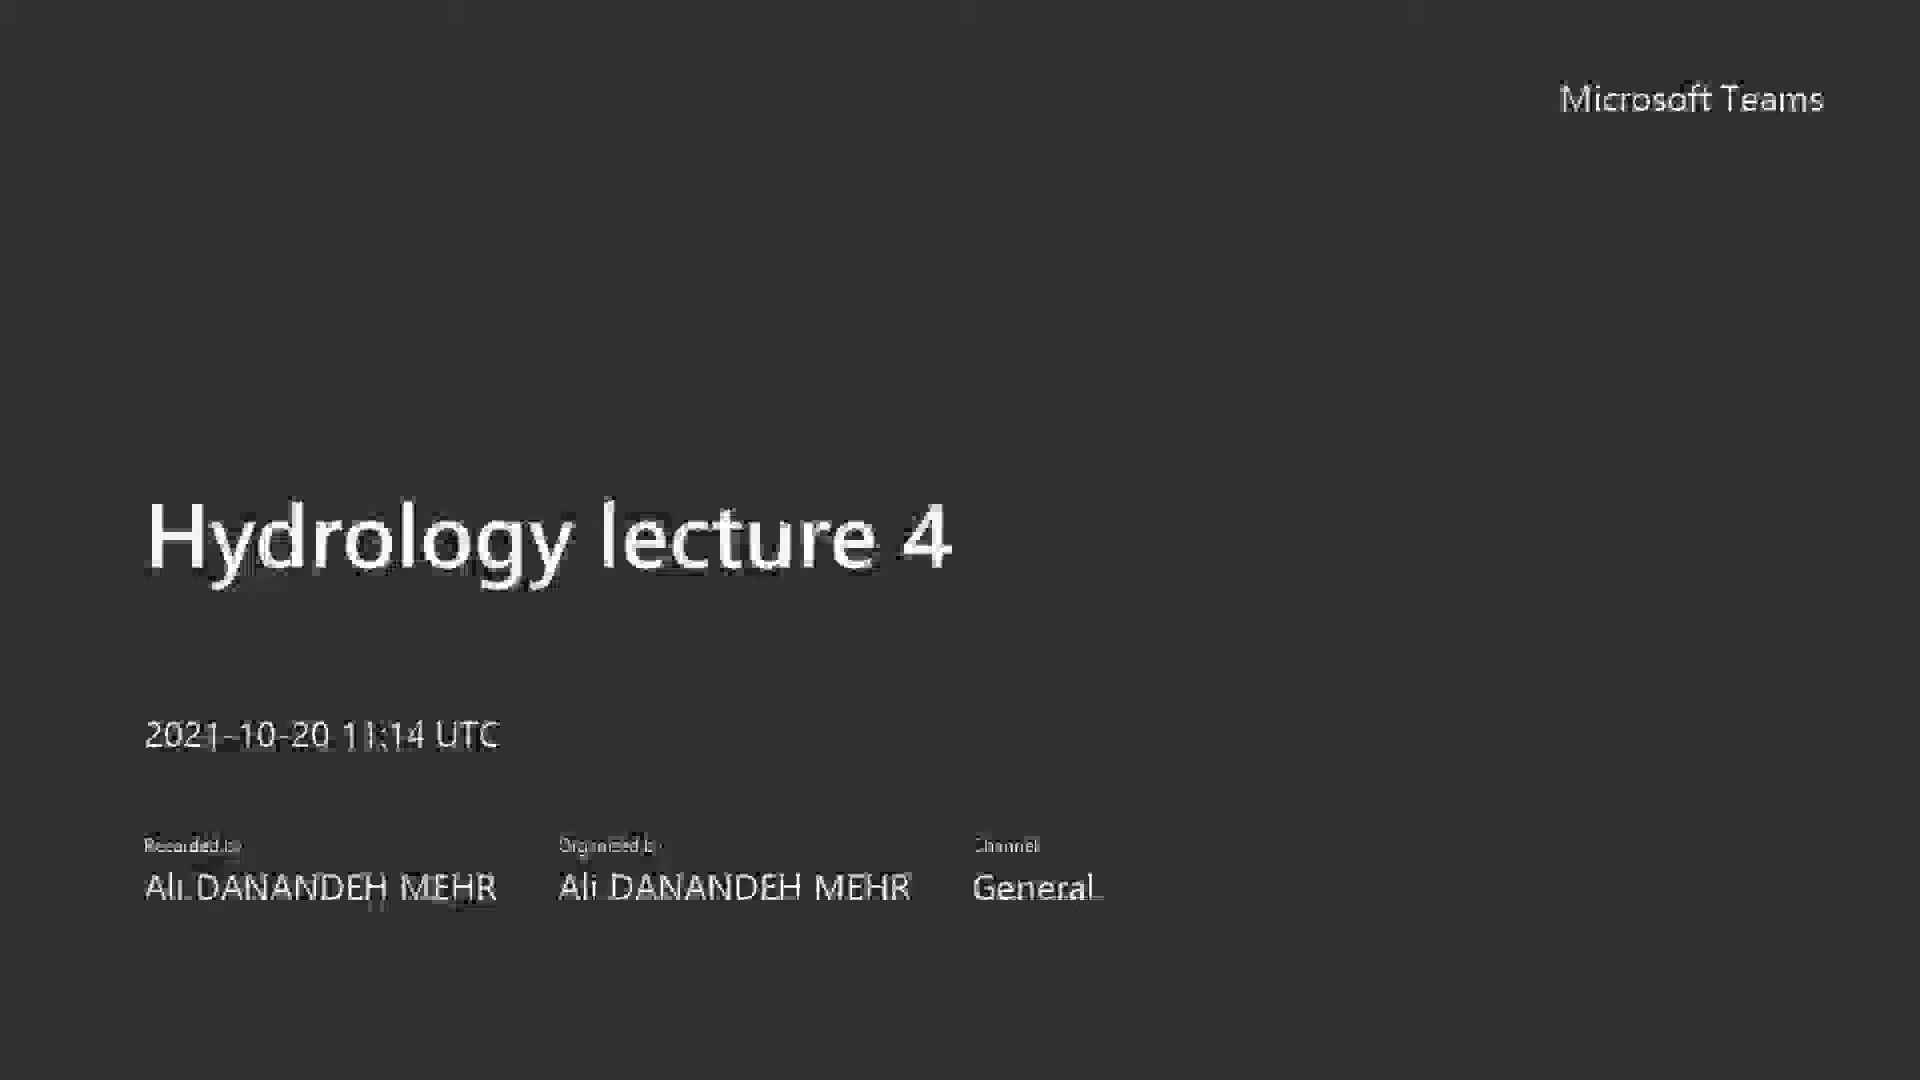 Microsoft Teams
Hydrology lecture 4
2021-10-20 11:14 UTC
Recorded by
Organized by
Channel
Ali DANANDEH MEHR
Ali DANANDEH MEHR
General